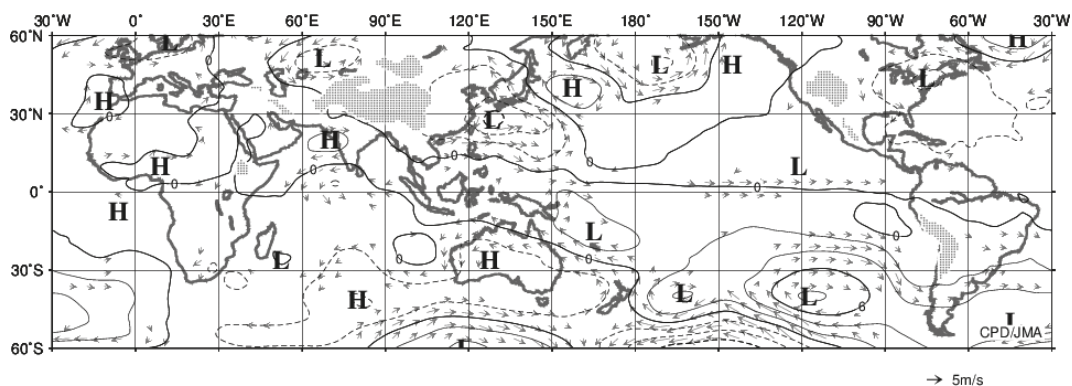 30°W 0° 30°E 60°E 90°E 120°E 150°E 180° 150°W 120°W 90°W 60°W 30°W
60°N L L L H H L
H H
30°N H L
0 H 0
H 0 0 L
0° 0 0
H L 0
30°S L 0 H 0
H L L 6
L CPD/JMA
60°S L
5m/s